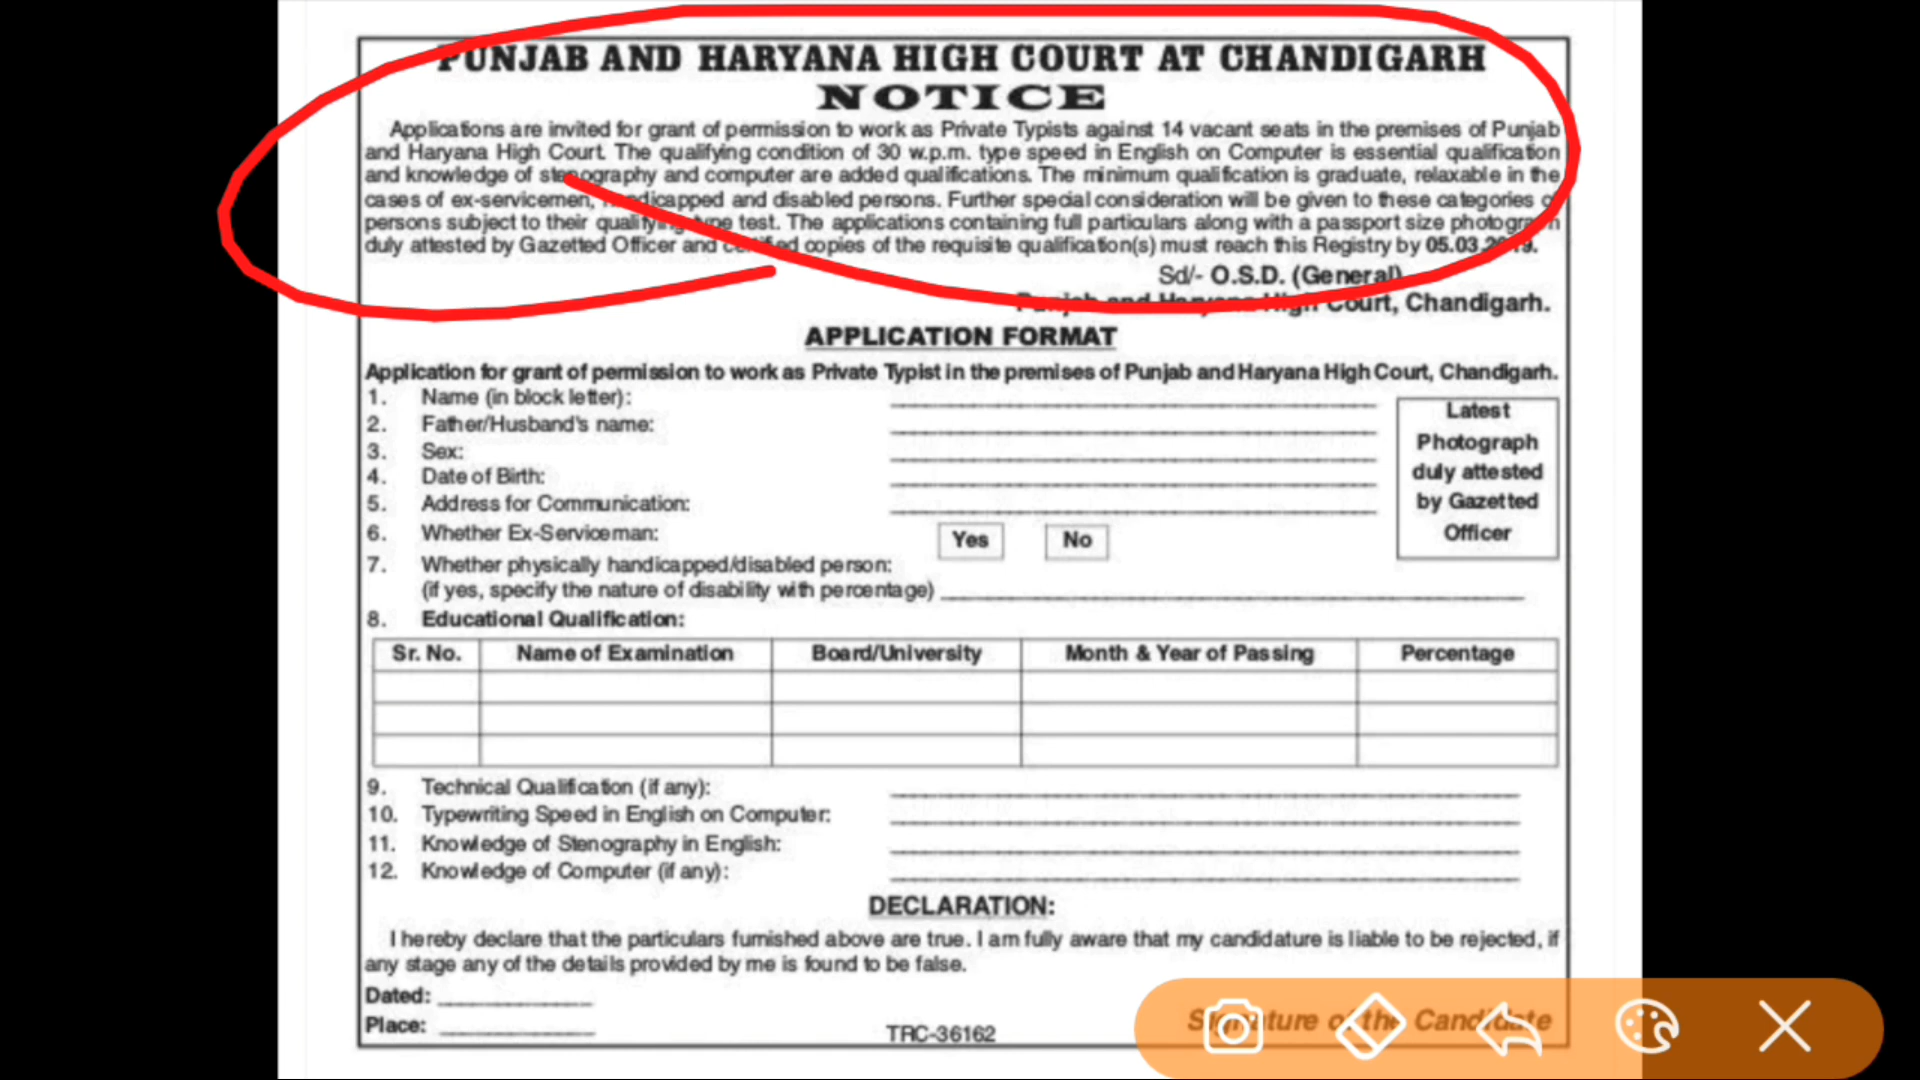 PUNJAB AND HARYANA HIGH COURT AT CHANDIGARH
NOTICE
Applications are invited for grant of permission to work as Private Typists against 14 vacant seats in the premises of Punjab
and Haryana High Court. The qualifying condition of 30 w.p.m. type speed in English on Computer is essential qualification
and knowledge of stenography and computer are added qualifications. The minimum qualification is graduate, relaxable in the
cases of ex-servicemen, handicapped and disabled persons. Further special consideration will be given to these categories of
persons subject to their qualifying type test. The applications containing full particulars along with a passport size photograph
duly attested by Gazetted Officer and certified copies of the requisite qualification(s) must reach this Registry by 05.03.2019.
Sd/- O.S.D. (General)
Punjab and Haryana High Court, Chandigarh.
APPLICATION FORMAT
Application for grant of permission to work as Private Typist in the premises of Punjab and Haryana High Court, Chandigarh.
1. Name (in block letter):
2. Father/Husband's name:
3. Sex:
4. Date of Birth:
5. Address for Communication:
Latest
Photograph
duly attested
by Gazetted
Officer
6. Whether Ex-Serviceman: Yes No
7. Whether physically handicapped/disabled person:
(if yes, specify the nature of disability with percentage)
8. Educational Qualification:
Sr. No. Name of Examination Board/University Month & Year of Passing Percentage
9. Technical Qualification (if any):
10. Typewriting Speed in English on Computer:
11. Knowledge of Stenography in English:
12. Knowledge of Computer (if any):
DECLARATION:
I hereby declare that the particulars furnished above are true. I am fully aware that my candidature is liable to be rejected, if
any stage any of the details provided by me is found to be false.
Dated:
Place:
TRC-36162
Signature of the Candidate